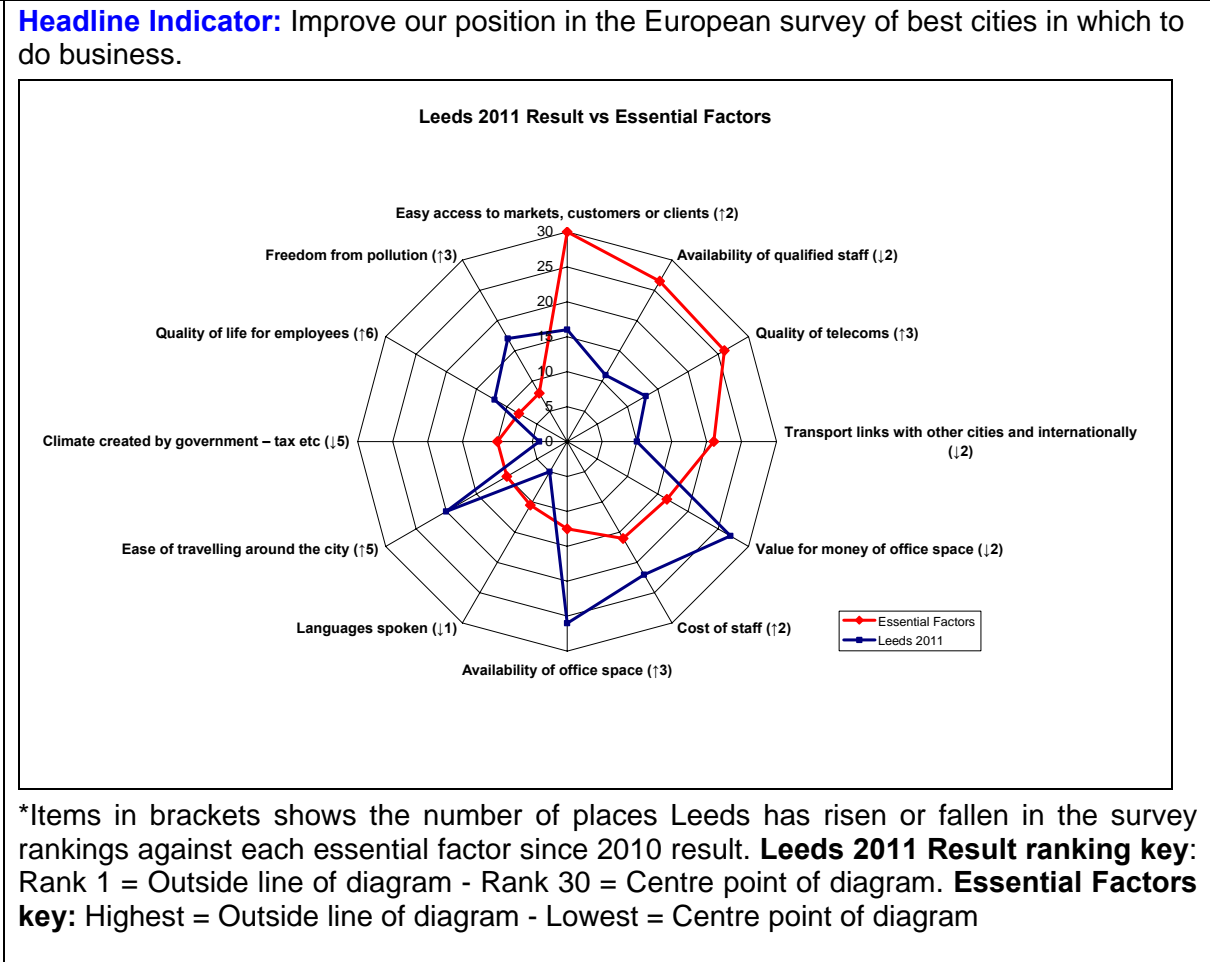 Headline Indicator: Improve our position in the European survey of best cities in which to
do business.
Leeds 2011 Result vs Essential Factors
Easy access to markets, customers or clients (↑2)
30
Freedom from pollution (↑3)
Availability of qualified staff (↓2)
25
20
Quality of life for employees (↑6)
15
Quality of telecoms (↑3)
10
5
Climate created by government – tax etc (↓5)
0
Transport links with other cities and internationally
(↓2)
Ease of travelling around the city (↑5)
Value for money of office space (↓2)
Languages spoken (↓1)
Cost of staff (↑2)
Essential Factors
Leeds 2011
Availability of office space (↑3)
*Items in brackets shows the number of places Leeds has risen or fallen in the survey
rankings against each essential factor since 2010 result. Leeds 2011 Result ranking key:
Rank 1 = Outside line of diagram - Rank 30 = Centre point of diagram. Essential Factors
key: Highest = Outside line of diagram - Lowest = Centre point of diagram